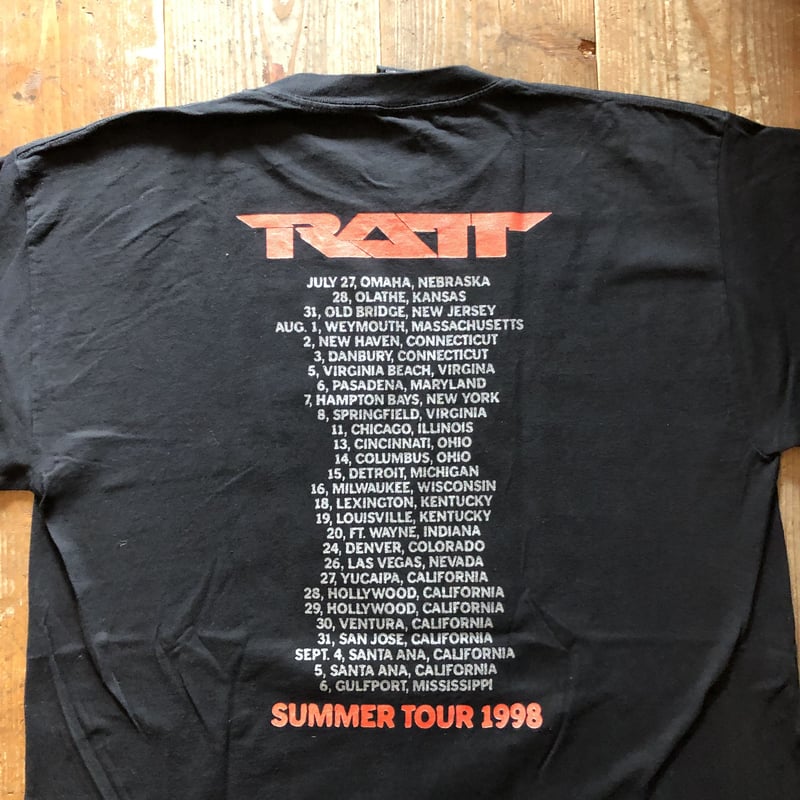 RATT
JULY 27, OMAHA, NEBRASKA
28, OLATHE, KANSAS
31, OLD BRIDGE, NEW JERSEY
AUG. 1, WEYMOUTH, MASSACHUSETTS
2, NEW HAVEN, CONNECTICUT
3, DANBURY, CONNECTICUT
5, VIRGINIA BEACH, VIRGINA
6, PASADENA, MARYLAND
7, HAMPTON BAYS, NEW YORK
8, SPRINGFIELD, VIRGINIA
11, CHICAGO, ILLINOIS
13, CINCINNATI, OHIO
14, COLUMBUS, OHIO
15, DETROIT, MICHIGAN
16, MILWAUKEE, WISCONSIN
18, LEXINGTON, KENTUCKY
19, LOUISVILLE, KENTUCKY
20, FT. WAYNE, INDIANA
24, DENVER, COLORADO
26, LAS VEGAS, NEVADA
27, YUCAIPA, CALIFORNIA
28, HOLLYWOOD, CALIFORNIA
29, HOLLYWOOD, CALIFORNIA
30, VENTURA, CALIFORNIA
31, SAN JOSE, CALIFORNIA
SEPT. 4, SANTA ANA, CALIFORNIA
5, SANTA ANA, CALIFORNIA
6, GULFPORT, MISSISSIPPI
SUMMER TOUR 1998